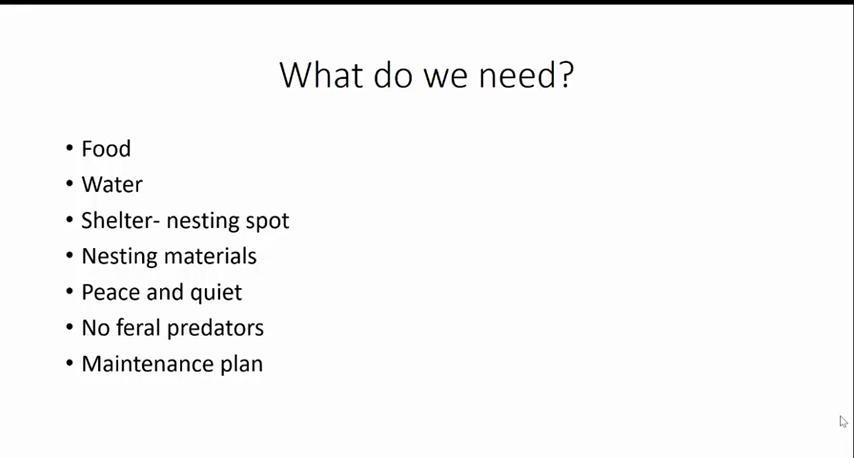 What do we need?
• Food
• Water
• Shelter- nesting spot
• Nesting materials
• Peace and quiet
• No feral predators
• Maintenance plan